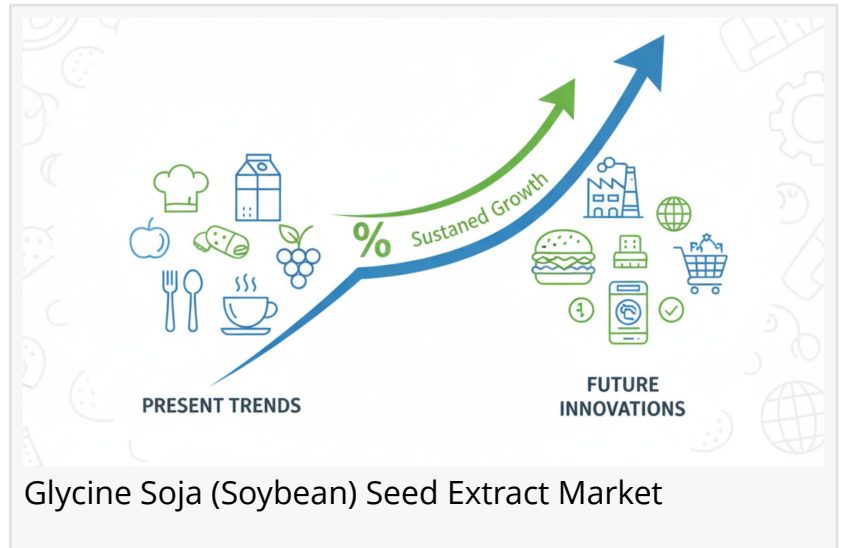 % Sustaned Growth
PRESENT TRENDS
FUTURE
INNOVATIONS
Glycine Soja (Soybean) Seed Extract Market